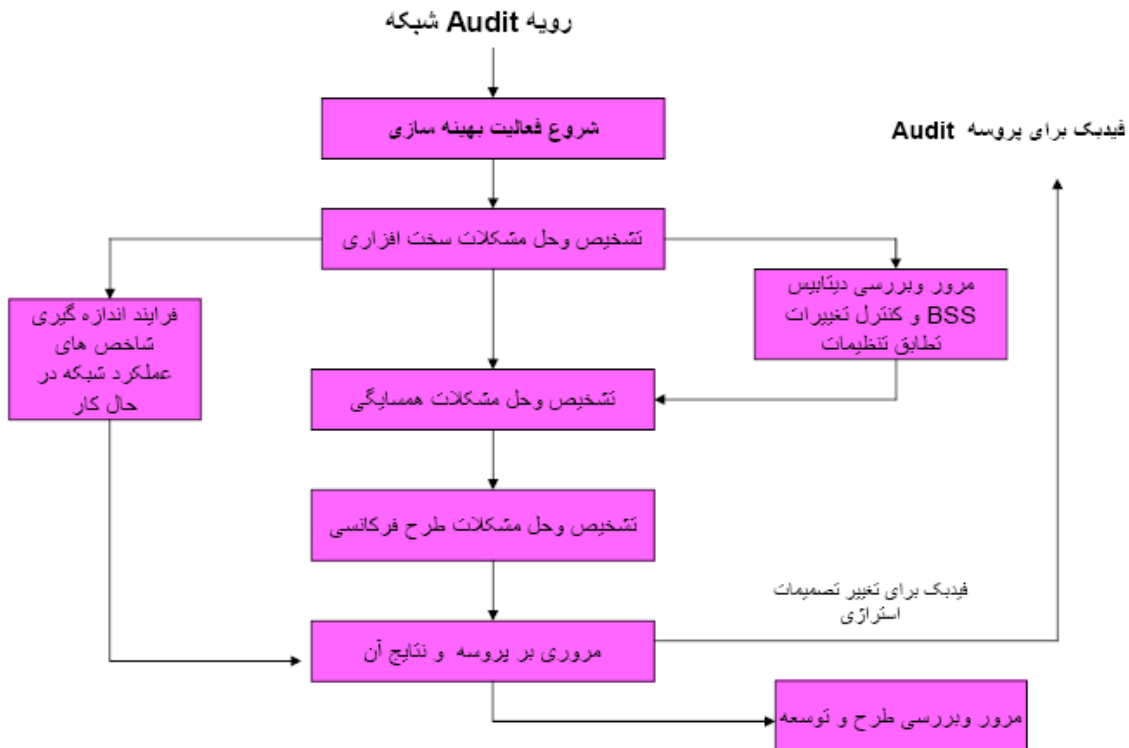 رویه Audit شبکه
شروع فعالیت بهینه سازی
فیدبک برای پروسه Audit
تشخیص وحل مشکلات سخت افزاری
مرور وبررسی دیتابیس
BSS و کنترل تغییرات
تطابق تنظیمات
فرایند اندازه گیری
شاخص های
عملکرد شبکه در
حال کار
تشخیص وحل مشکلات همسایگی
تشخیص وحل مشکلات طرح فرکانسی
فیدبک برای تغییر تصمیمات
استراژی
مروری بر پروسه و نتایج آن
مرور وبررسی طرح و توسعه